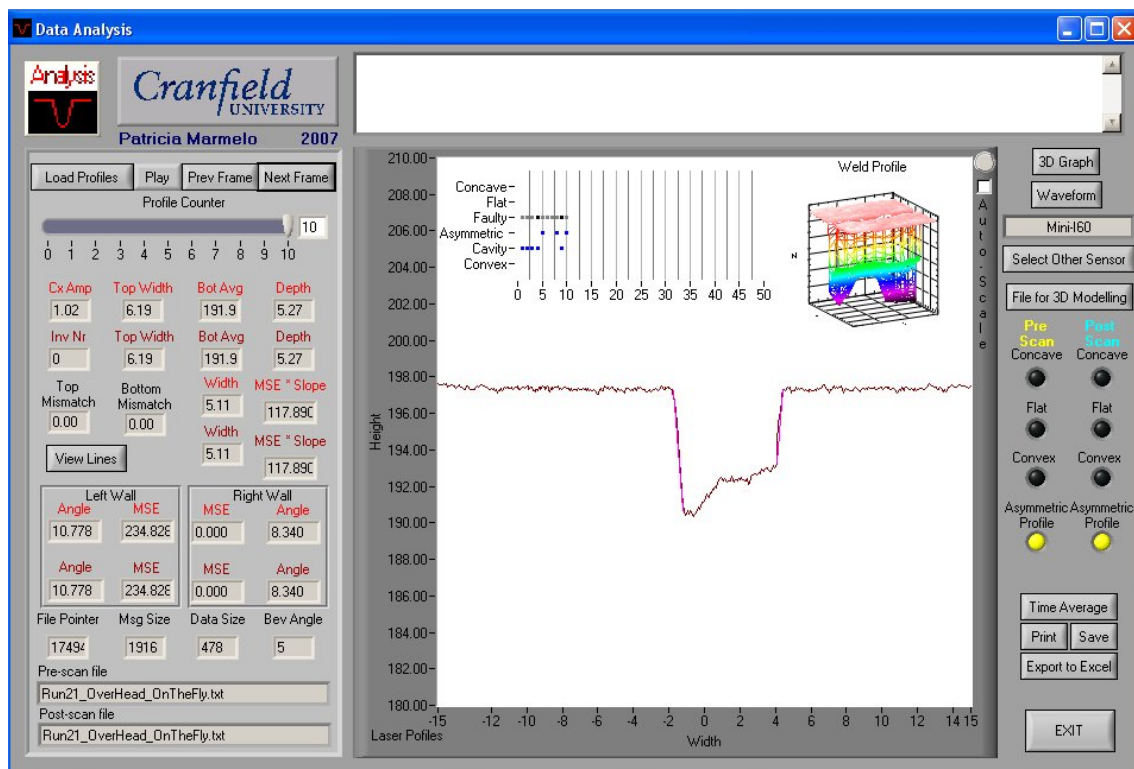 Data Analysis
Analysis
Cranfield
UNIVERSITY
Patricia Marmelo 2007
Load Profiles Play Prev Frame Next Frame
Profile Counter
10
0 1 2 3 4 5 6 7 8 9 10
Cx Amp Top Width Bot Avg Depth
1.02 6.19 191.9 5.27
Inv Nr Top Width Bot Avg Depth
0 6.19 191.9 5.27
Top Mismatch Bottom Mismatch Width MSE * Slope
0.00 0.00 5.11 117.890
Width MSE * Slope
5.11 117.890
View Lines
Left Wall Right Wall
Angle MSE MSE Angle
10.778 234.828 0.000 8.340
Angle MSE MSE Angle
10.778 234.828 0.000 8.340
File Pointer Msg Size Data Size Bev Angle
17494 1916 478 5
Pre-scan file
Run21_OverHead_OnTheFly.txt
Post-scan file
Run21_OverHead_OnTheFly.txt
210.00
208.00
206.00
204.00
202.00
200.00
198.00
196.00
194.00
192.00
190.00
188.00
186.00
184.00
182.00
180.00
Height
Concave
Flat
Faulty
Asymmetric
Cavity
Convex
0 5 10 15 20 25 30 35 40 45 50
Weld Profile
z
Auto-Scale
-15 -12 -10 -8 -6 -4 -2 0 2 4 6 8 10 12 14 15
Laser Pofiles
Width
3D Graph
Waveform
Mini-I60
Select Other Sensor
File for 3D Modelling
Pre Scan Post Scan
Concave Concave
Flat Flat
Convex Convex
Asymmetric Profile Asymmetric Profile
Time Average
Print Save
Export to Excel
EXIT